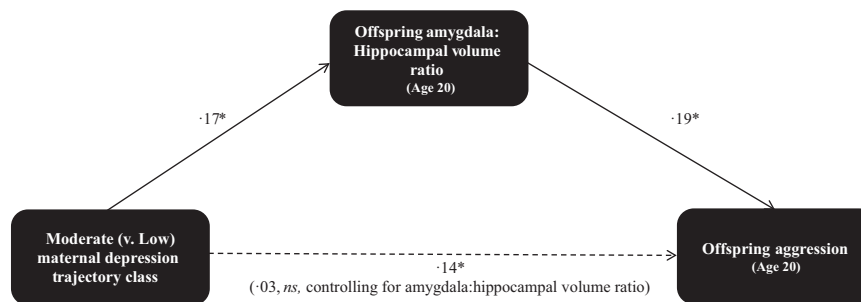 Offspring amygdala:
Hippocampal volume
ratio
(Age 20)
·17*
·19*
Moderate (v. Low)
maternal depression
trajectory class
·14*
(·03, ns, controlling for amygdala:hippocampal volume ratio)
Offspring aggression
(Age 20)